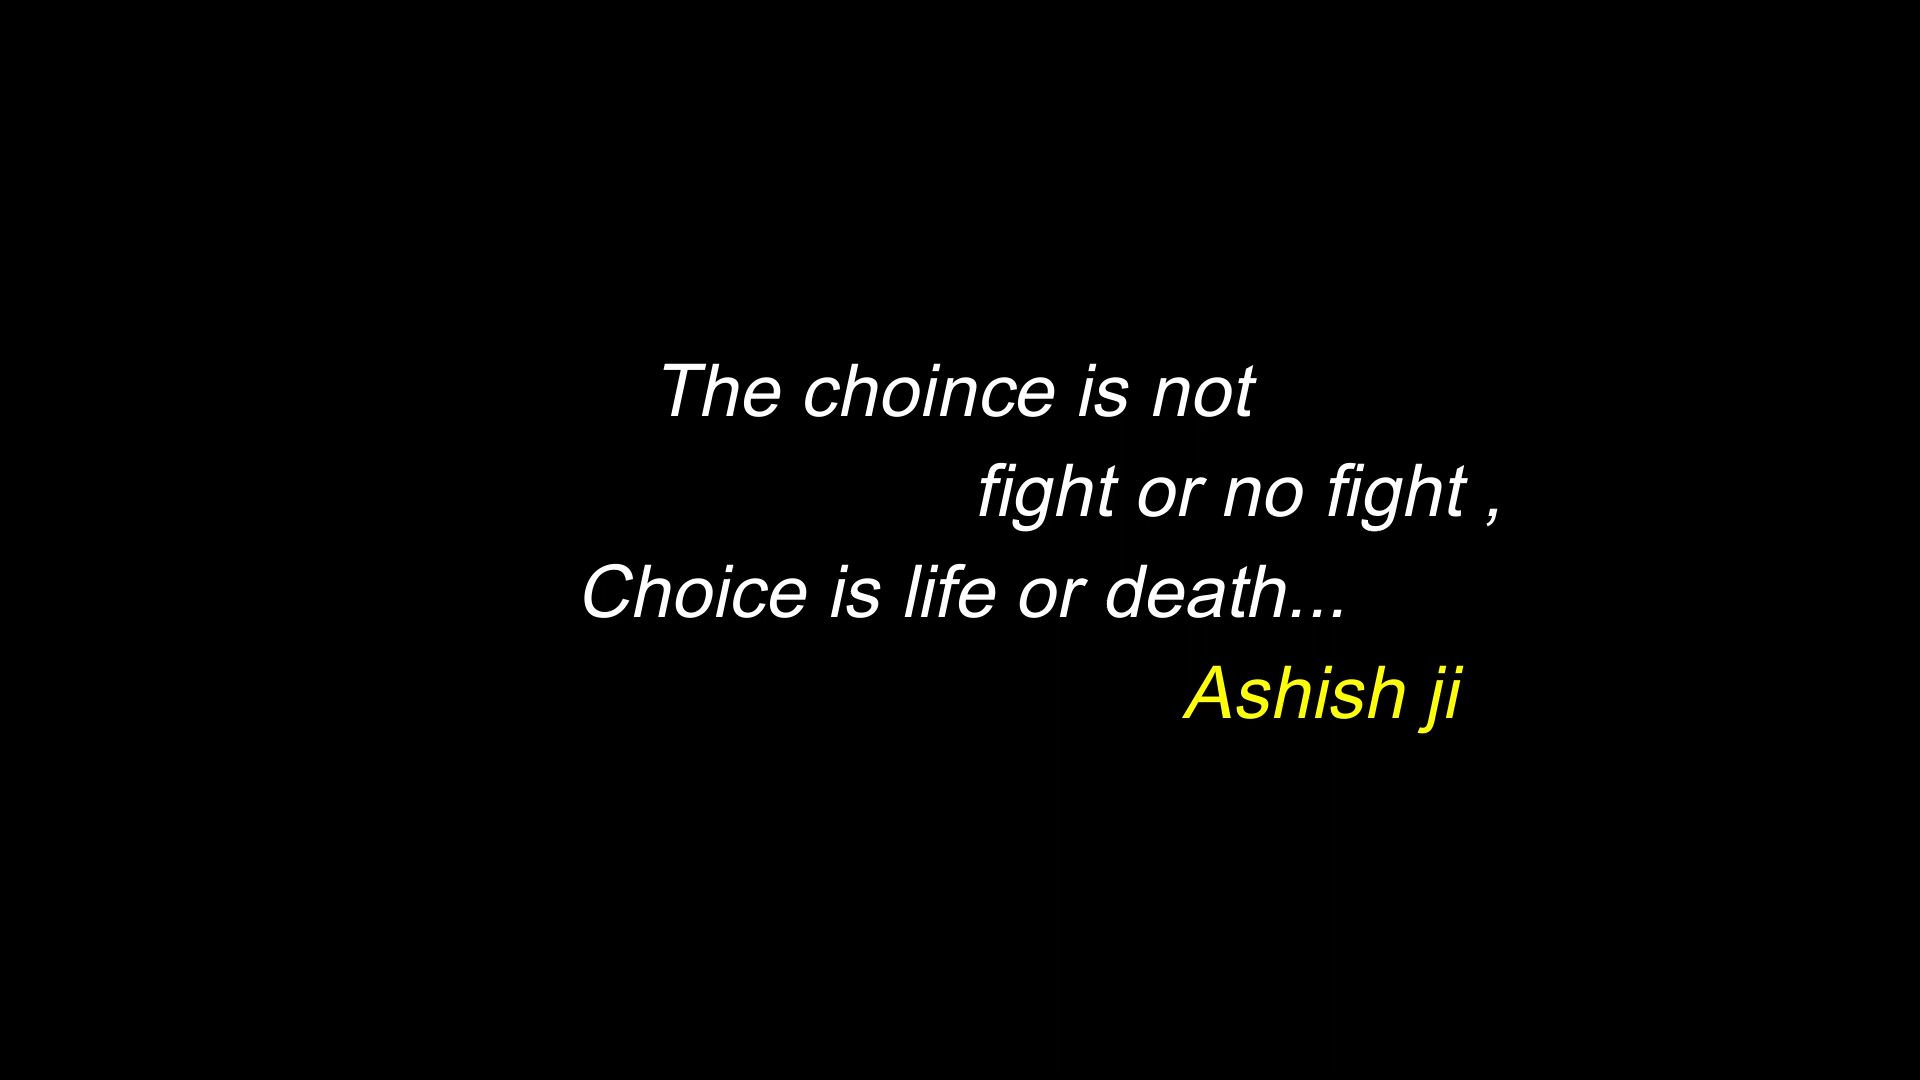 The choince is not
fight or no fight ,
Choice is life or death...
Ashish ji